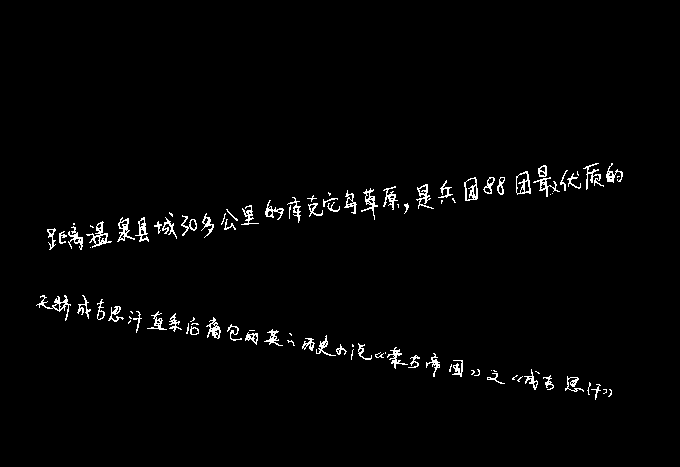 距离温泉县城30多公里的库克它乌草原,是兵团88团最优质的
天骄成吉思汗直系后裔包丽英之历史小说《蒙古帝国》之《成吉思汗》